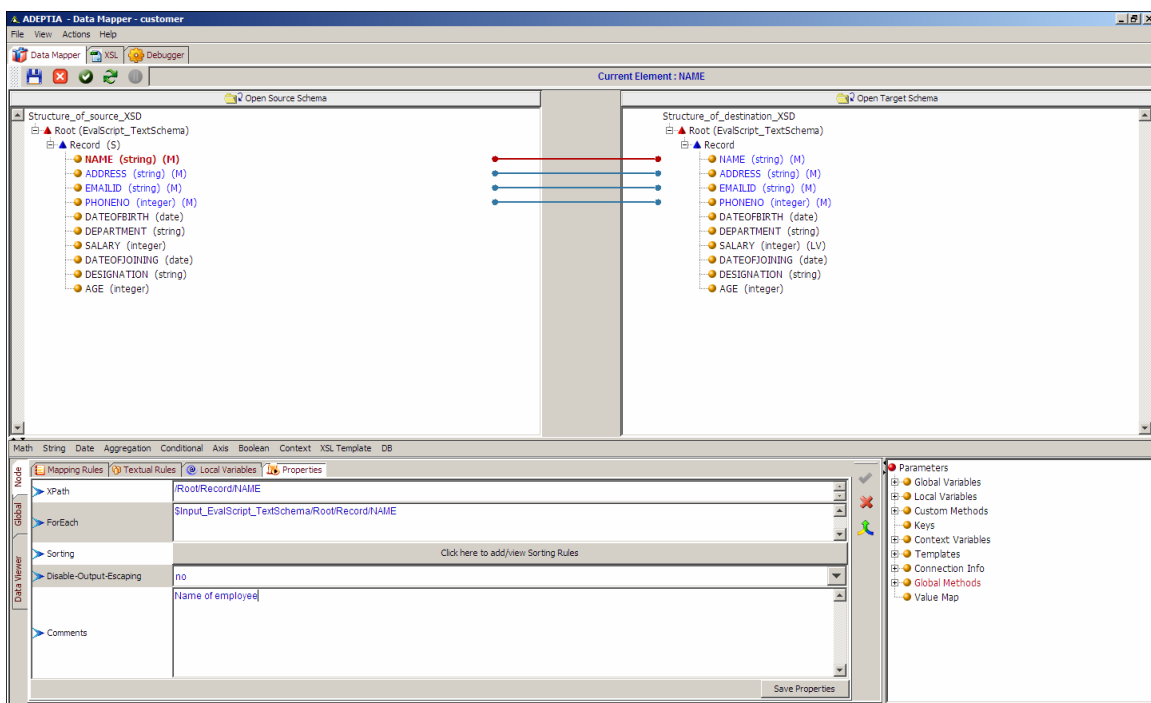 ADEPTIA - Data Mapper - customer
File View Actions Help
Data Mapper XSL Debugger
Current Element : NAME
Open Source Schema
Open Target Schema
Structure_of_source_XSD
Root (EvalScript_TextSchema)
Record (S)
NAME (string) (M)
ADDRESS (string) (M)
EMAILID (string) (M)
PHONENO (integer) (M)
DATEOFBIRTH (date)
DEPARTMENT (string)
SALARY (integer)
DATEOFJOINING (date)
DESIGNATION (string)
AGE (integer)
Structure_of_destination_XSD
Root (EvalScript_TextSchema)
Record
NAME (string) (M)
ADDRESS (string) (M)
EMAILID (string) (M)
PHONENO (integer) (M)
DATEOFBIRTH (date)
DEPARTMENT (string)
SALARY (integer) (LV)
DATEOFJOINING (date)
DESIGNATION (string)
AGE (integer)
Math String Date Aggregation Conditional Axis Boolean Context XSL Template DB
Node
Global
Data Viewer
Mapping Rules Textual Rules Local Variables Properties
XPath /Root/Record/NAME
ForEach $Input_EvalScript_TextSchema/Root/Record/NAME
Sorting Click here to add/view Sorting Rules
Disable-Output-Escaping no
Comments Name of employee
Save Properties
Parameters
Global Variables
Local Variables
Custom Methods
Keys
Context Variables
Templates
Connection Info
Global Methods
Value Map